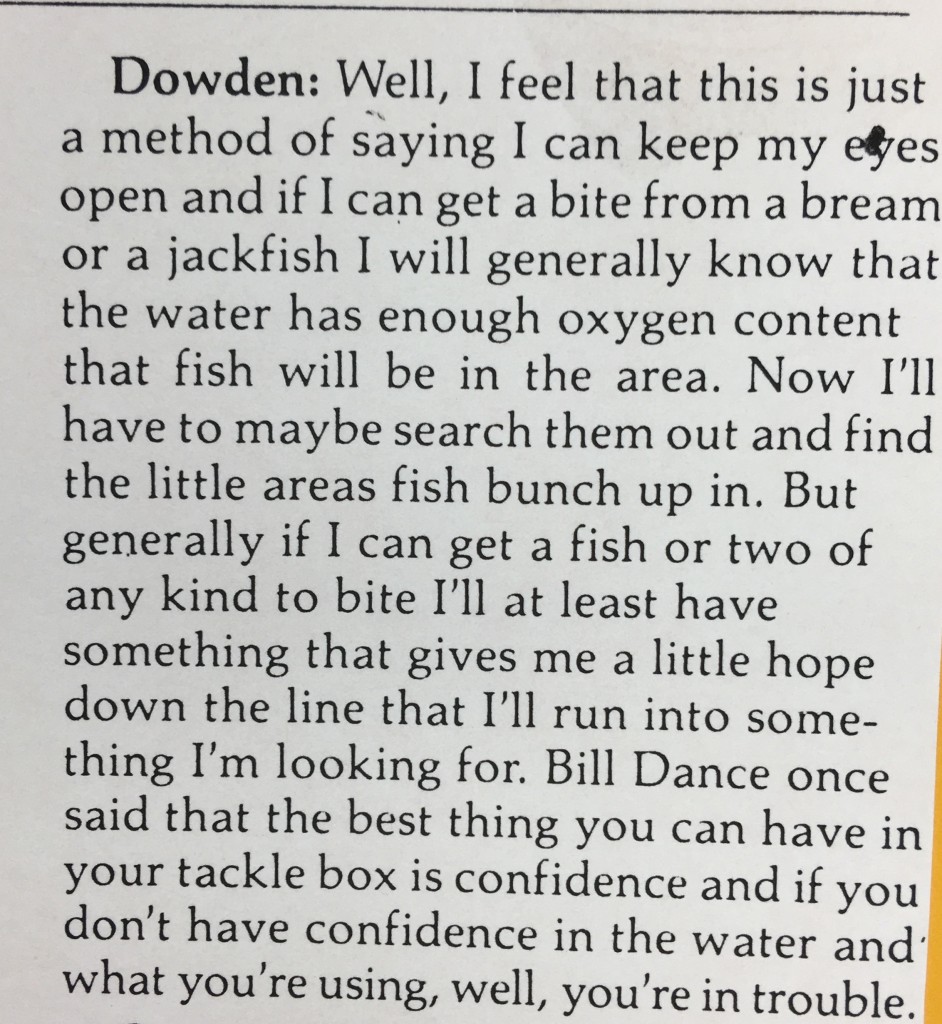 Dowden: Well, I feel that this is just
a method of saying I can keep my eyes
open and if I can get a bite from a bream
or a jackfish I will generally know that
the water has enough oxygen content
that fish will be in the area. Now I'll
have to maybe search them out and find
the little areas fish bunch up in. But
generally if I can get a fish or two of
any kind to bite I'll at least have
something that gives me a little hope
down the line that I'll run into some-
thing I'm looking for. Bill Dance once
said that the best thing you can have in
your tackle box is confidence and if you
don't have confidence in the water and
what you're using, well, you're in trouble.